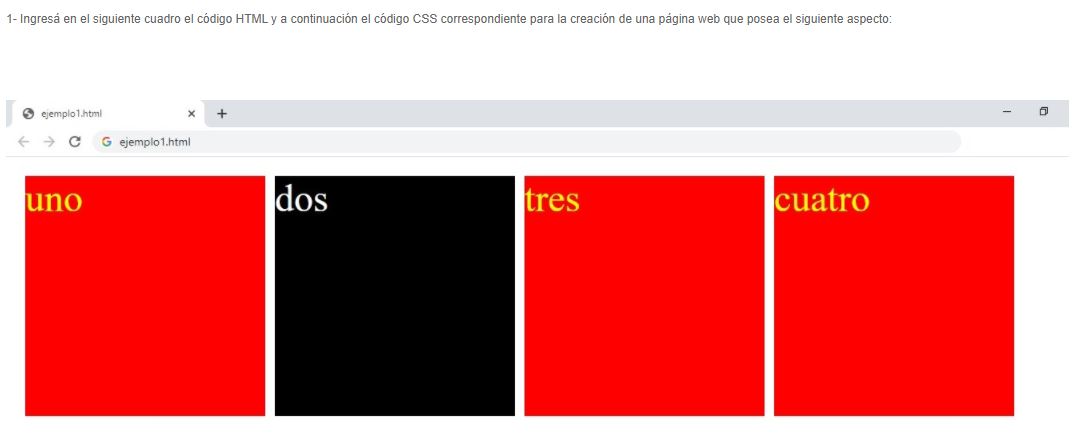 1- Ingresá en el siguiente cuadro el código HTML y a continuación el código CSS correspondiente para la creación de una página web que posea el siguiente aspecto:
ejemplo1.html
ejemplo1.html
uno dos tres cuatro